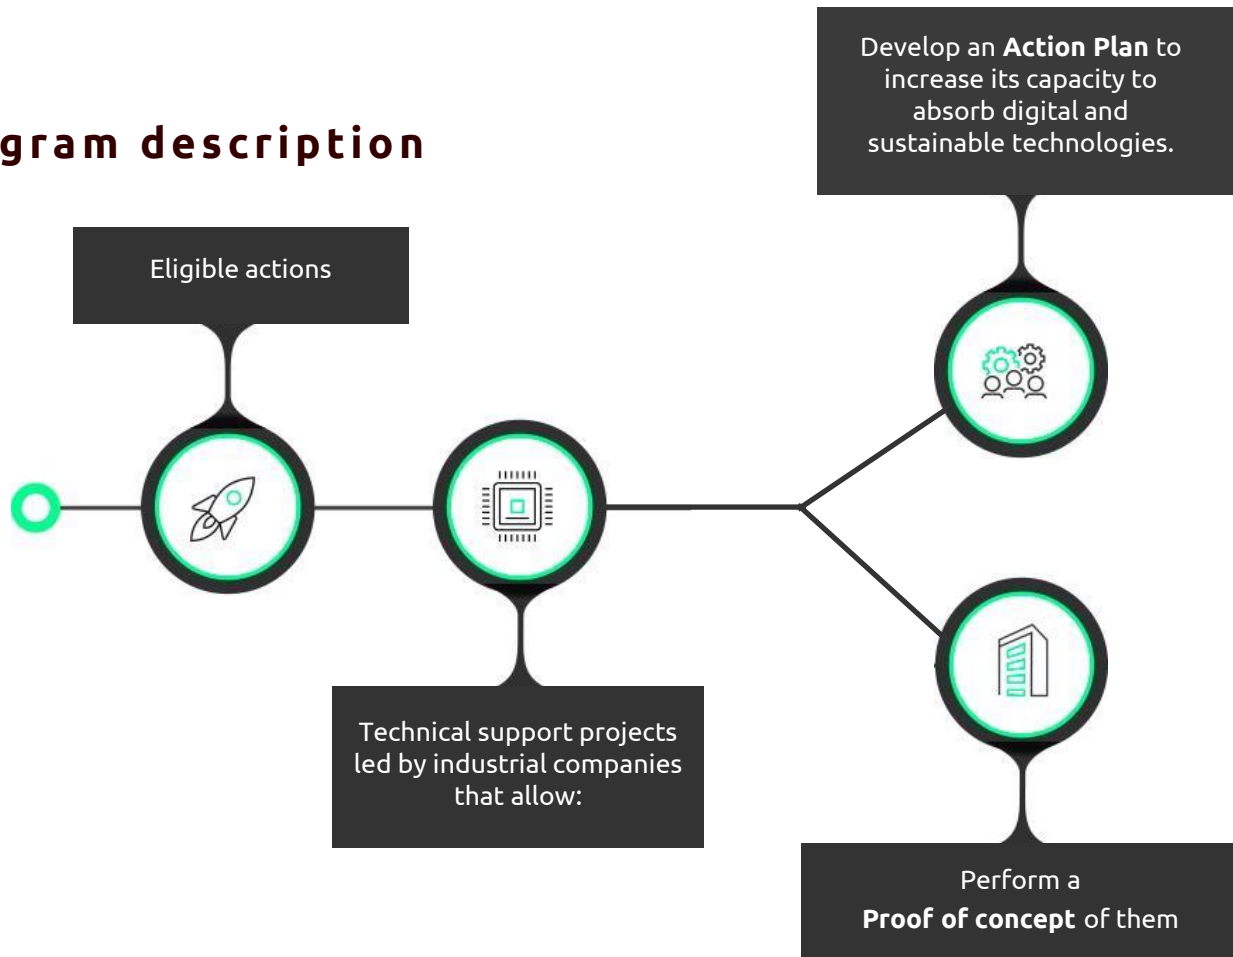 gram description
Eligible actions
Technical support projects
led by industrial companies
that allow:
Develop an Action Plan to
increase its capacity to
absorb digital and
sustainable technologies.
Perform a
Proof of concept of them